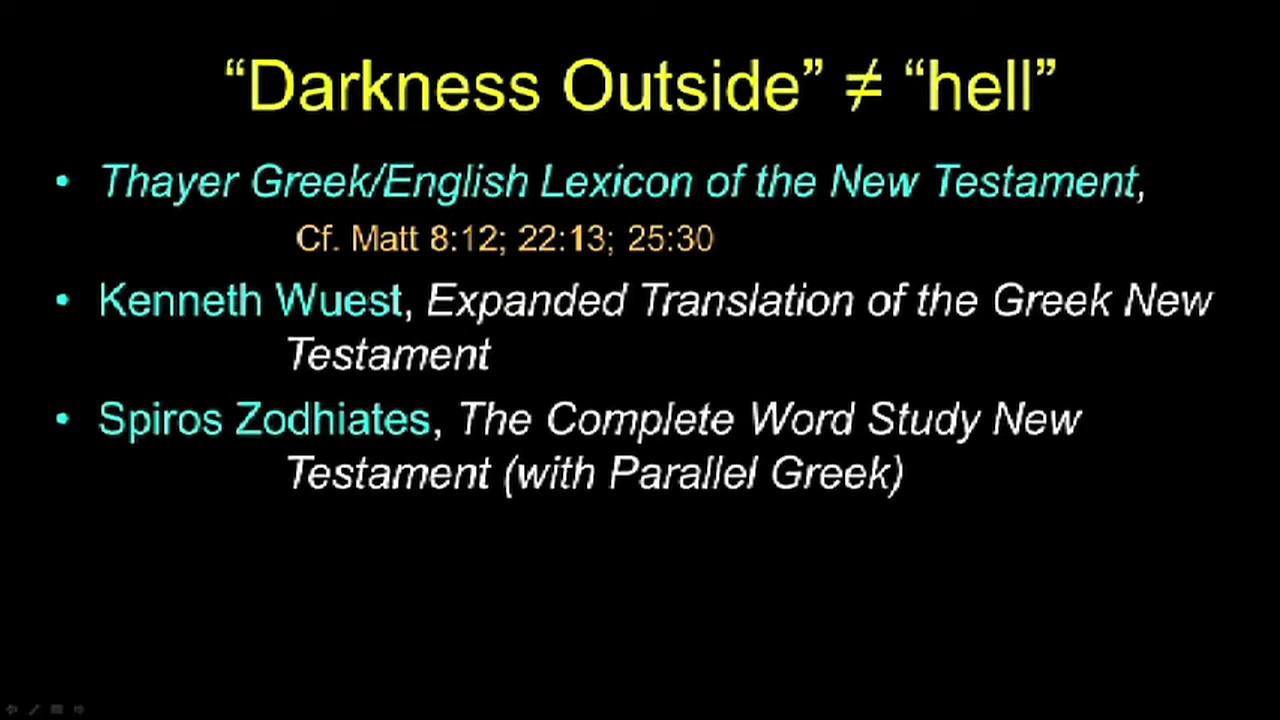 “Darkness Outside” ≠ “hell”
• Thayer Greek/English Lexicon of the New Testament,
Cf. Matt 8:12; 22:13; 25:30
• Kenneth Wuest, Expanded Translation of the Greek New
Testament
• Spiros Zodhiates, The Complete Word Study New
Testament (with Parallel Greek)